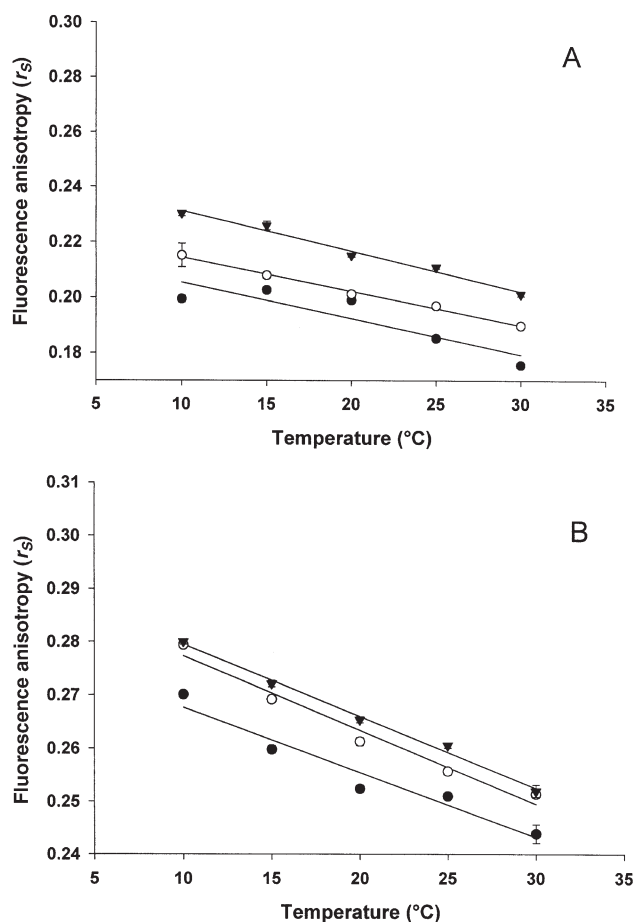 A
Fluorescence anisotropy (rS)
0.30
0.28
0.26
0.24
0.22
0.20
0.18
5 10 15 20 25 30 35
Temperature (°C)
B
Fluorescence anisotropy (rS)
0.31
0.30
0.29
0.28
0.27
0.26
0.25
0.24
5 10 15 20 25 30 35
Temperature (°C)